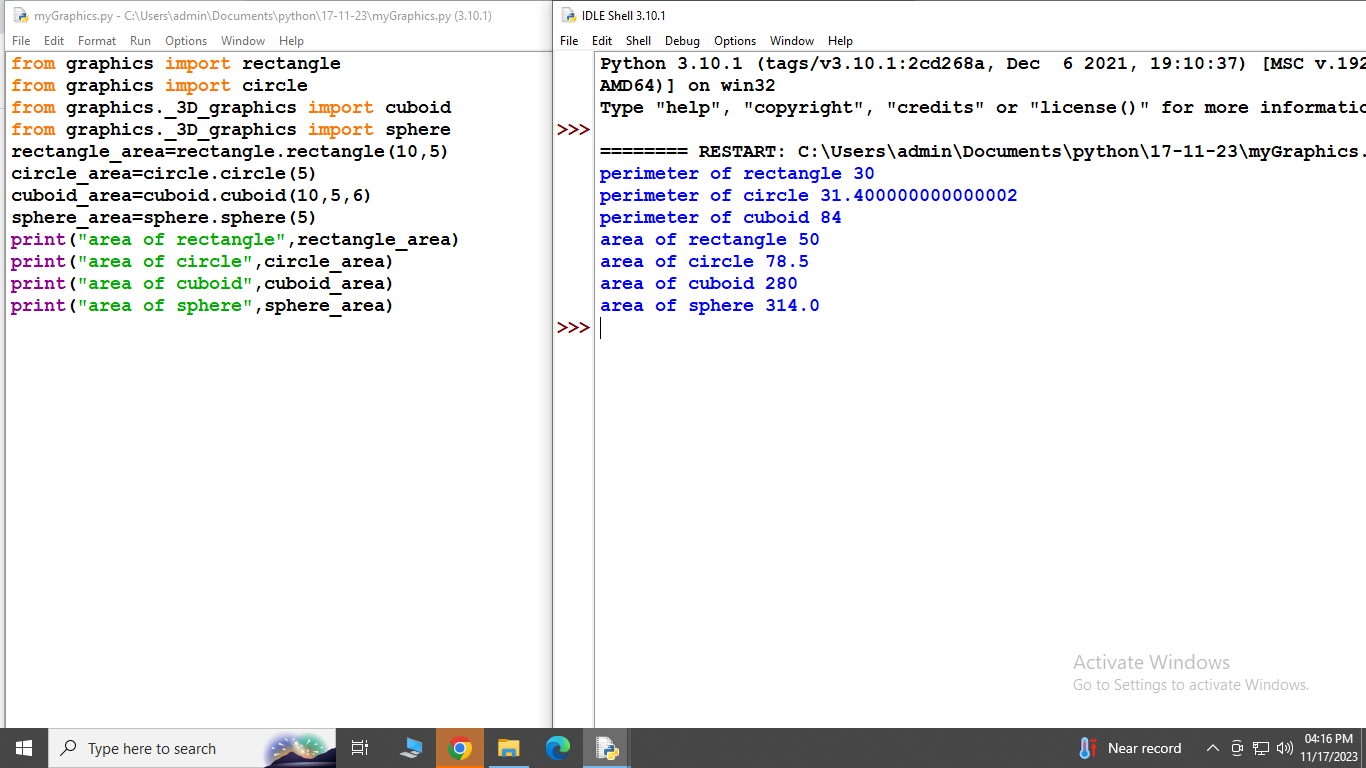 myGraphics.py - C:\Users\admin\Documents\python\17-11-23\myGraphics.py (3.10.1)
File Edit Format Run Options Window Help
from graphics import rectangle
from graphics import circle
from graphics._3D_graphics import cuboid
from graphics._3D_graphics import sphere
rectangle_area=rectangle.rectangle(10,5)
circle_area=circle.circle(5)
cuboid_area=cuboid.cuboid(10,5,6)
sphere_area=sphere.sphere(5)
print("area of rectangle",rectangle_area)
print("area of circle",circle_area)
print("area of cuboid",cuboid_area)
print("area of sphere",sphere_area)
IDLE Shell 3.10.1
File Edit Shell Debug Options Window Help
Python 3.10.1 (tags/v3.10.1:2cd268a, Dec  6 2021, 19:10:37) [MSC v.192
AMD64)] on win32
Type "help", "copyright", "credits" or "license()" for more informatio
>>>
======== RESTART: C:\Users\admin\Documents\python\17-11-23\myGraphics.
perimeter of rectangle 30
perimeter of circle 31.400000000000002
perimeter of cuboid 84
area of rectangle 50
area of circle 78.5
area of cuboid 280
area of sphere 314.0
>>>
Activate Windows
Go to Settings to activate Windows.
Type here to search
Near record
04:16 PM
11/17/2023